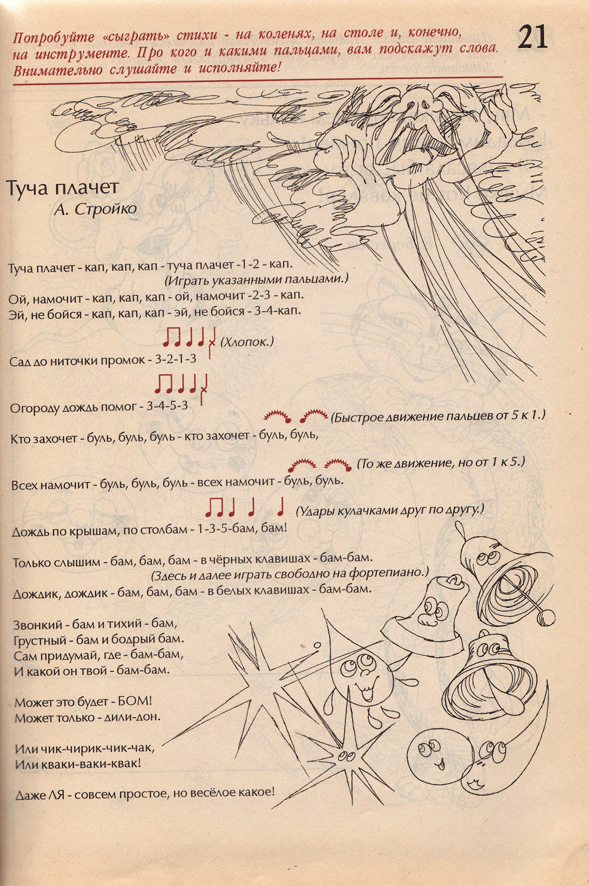 Попробуйте «сыграть» стихи - на коленях, на столе и, конечно,
на инструменте. Про кого и какими пальцами, вам подскажут слова.
Внимательно слушайте и исполняйте!
21
Туча плачет
А. Стройко
Туча плачет - кап, кап, кап - туча плачет -1-2 - кап.
(Играть указанными пальцами.)
Ой, намочит - кап, кап, кап - ой, намочит -2-3 - кап.
Эй, не бойся - кап, кап, кап - эй, не бойся - 3-4-кап.
(Хлопок.)
Сад до ниточки промок - 3-2-1-3
Огороду дождь помог - 3-4-5-3
(Быстрое движение пальцев от 5 к 1.)
Кто захочет - буль, буль, буль - кто захочет - буль, буль,
(То же движение, но от 1 к 5.)
Всех намочит - буль, буль, буль - всех намочит - буль, буль.
(Удары кулачками друг по другу.)
Дождь по крышам, по столбам - 1-3-5-бам, бам!
Только слышим - бам, бам, бам - в чёрных клавишах - бам-бам.
(Здесь и далее играть свободно на фортепиано.)
Дождик, дождик - бам, бам, бам - в белых клавишах - бам-бам.
Звонкий - бам и тихий - бам,
Грустный - бам и бодрый бам.
Сам придумай, где - бам-бам,
И какой он твой - бам-бам.
Может это будет - БОМ!
Может только - дили-дон.
Или чик-чирик-чик-чак,
Или кваки-ваки-квак!
Даже ЛЯ - совсем простое, но весёлое какое!